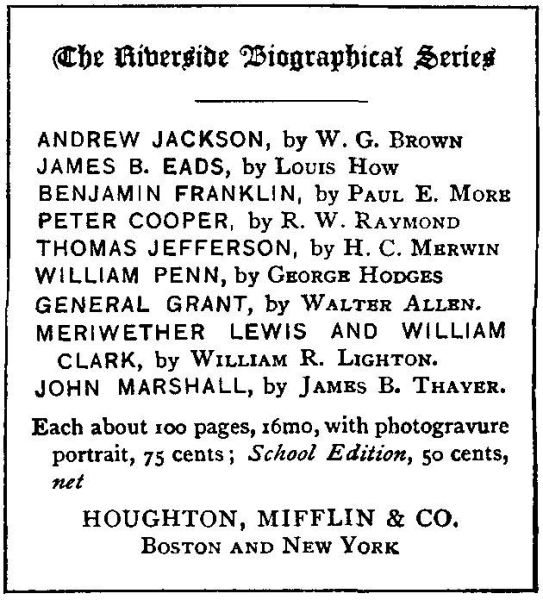 The Riverside Biographical Series
ANDREW JACKSON, by W. G. BROWN
JAMES B. EADS, by LOUIS HOW
BENJAMIN FRANKLIN, by PAUL E. MORE
PETER COOPER, by R. W. RAYMOND
THOMAS JEFFERSON, by H. C. MERWIN
WILLIAM PENN, by GEORGE HODGES
GENERAL GRANT, by WALTER ALLEN.
MERIWETHER LEWIS AND WILLIAM
CLARK, by WILLIAM R. LIGHTON.
JOHN MARSHALL, by JAMES B. THAYER.
Each about 100 pages, 16mo, with photogravure
portrait, 75 cents; School Edition, 50 cents,
net
HOUGHTON, MIFFLIN & CO.
BOSTON AND NEW YORK